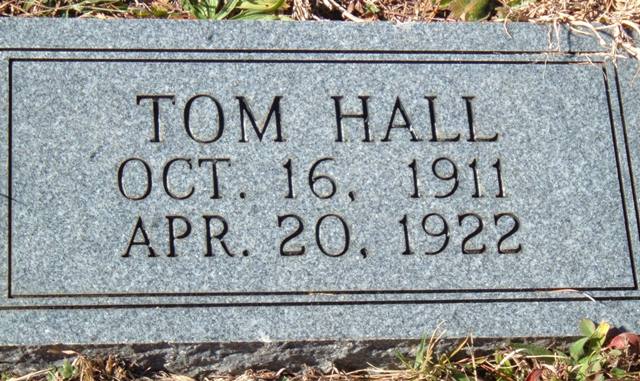 TOM HALL
OCT. 16, 1911
APR. 20, 1922